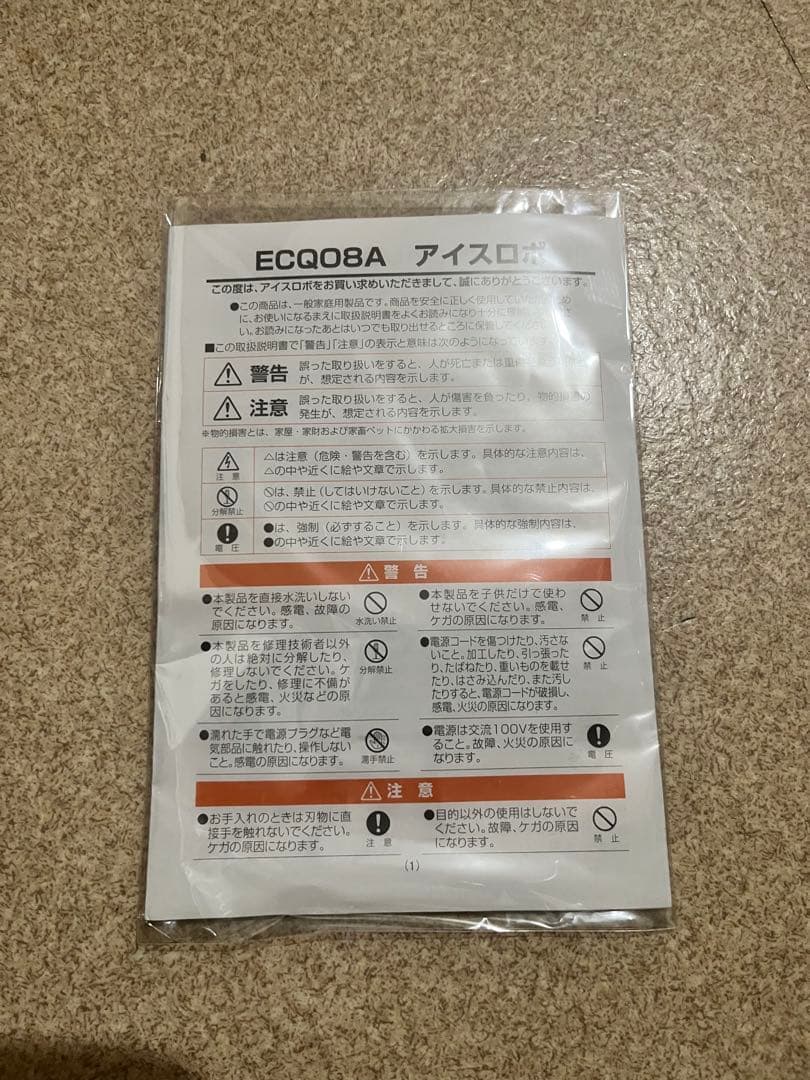 ECQ08A アイスロボ
この度は、アイスロボをお買い求めいただきまして、誠にありがとうございます。
●この商品は、一般家庭用製品です。商品を安全に正しく使用していただ
に、お使いになるまえに取扱説明書をよくお読みになり十分に理解
い。お読みになったあとはいつでも取り出せるところに保管してくださ
■この取扱説明書で「警告」「注意」の表示と意味は次のようになってい
警告
誤った取り扱いをすると、人が死亡または重傷
が、想定される内容を示します。
注意
誤った取り扱いをすると、人が傷害を負ったり、物的損害の
発生が、想定される内容を示します。
※物的損害とは、家屋・家財および家畜ペットにかかわる拡大損害を示します。
注意
△は注意（危険・警告を含む）を示します。具体的な注意内容は、
△の中や近くに絵や文章で示します。
分解禁止
⃠は、禁止（してはいけないこと）を示します。具体的な禁止内容は、
⃠の中や近くに絵や文章で示します。
電圧
●は、強制（必ずすること）を示します。具体的な強制内容は、
●の中や近くに絵や文章で示します。
警告
●本製品を直接水洗いしない
でください。感電、故障の
原因になります。
水洗い禁止
●本製品を修理技術者以外
の人は絶対に分解したり、
修理しないでください。ケ
ガをしたり、修理に不備が
あると感電、火災などの原
因になります。
分解禁止
●濡れた手で電源プラグなど電
気部品に触れたり、操作しない
こと。感電の原因になります。
濡手禁止
●本製品を子供だけで使わ
せないでください。感電、
ケガの原因になります。
禁止
●電源コードを傷つけたり、汚さな
いこと。加工したり、引っ張った
り、たばねたり、重いものを載せ
たり、はさみ込んだり、また汚し
たりすると、電源コードが破損し、
感電、火災の原因になります。
禁止
●電源は交流100Vを使用す
ること。故障、火災の原因に
なります。
電圧
注意
●お手入れのときは刃物に直
接手を触れないでください。
ケガの原因になります。
注意
●目的以外の使用はしないで
ください。故障、ケガの原因
になります。
禁止
(1)